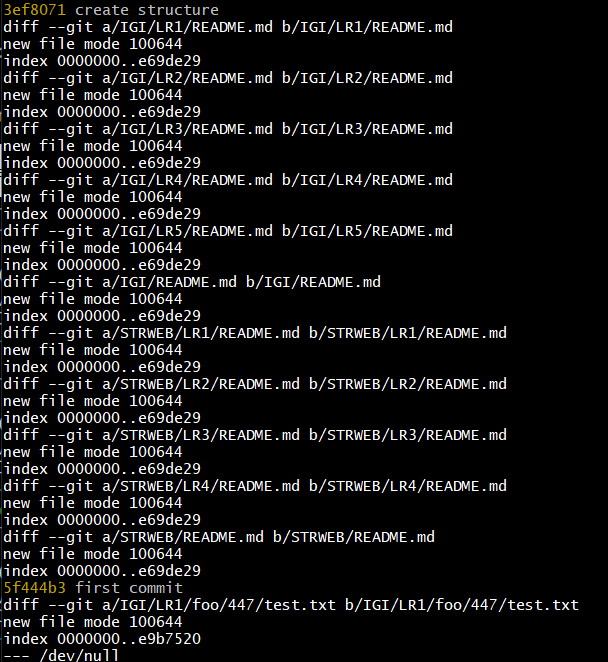 3ef8071 create structure
diff --git a/IGI/LR1/README.md b/IGI/LR1/README.md
new file mode 100644
index 0000000..e69de29
diff --git a/IGI/LR2/README.md b/IGI/LR2/README.md
new file mode 100644
index 0000000..e69de29
diff --git a/IGI/LR3/README.md b/IGI/LR3/README.md
new file mode 100644
index 0000000..e69de29
diff --git a/IGI/LR4/README.md b/IGI/LR4/README.md
new file mode 100644
index 0000000..e69de29
diff --git a/IGI/LR5/README.md b/IGI/LR5/README.md
new file mode 100644
index 0000000..e69de29
diff --git a/IGI/README.md b/IGI/README.md
new file mode 100644
index 0000000..e69de29
diff --git a/STRWEB/LR1/README.md b/STRWEB/LR1/README.md
new file mode 100644
index 0000000..e69de29
diff --git a/STRWEB/LR2/README.md b/STRWEB/LR2/README.md
new file mode 100644
index 0000000..e69de29
diff --git a/STRWEB/LR3/README.md b/STRWEB/LR3/README.md
new file mode 100644
index 0000000..e69de29
diff --git a/STRWEB/LR4/README.md b/STRWEB/LR4/README.md
new file mode 100644
index 0000000..e69de29
diff --git a/STRWEB/README.md b/STRWEB/README.md
new file mode 100644
index 0000000..e69de29
5f444b3 first commit
diff --git a/IGI/LR1/foo/447/test.txt b/IGI/LR1/foo/447/test.txt
new file mode 100644
index 0000000..e9b7520
--- /dev/null